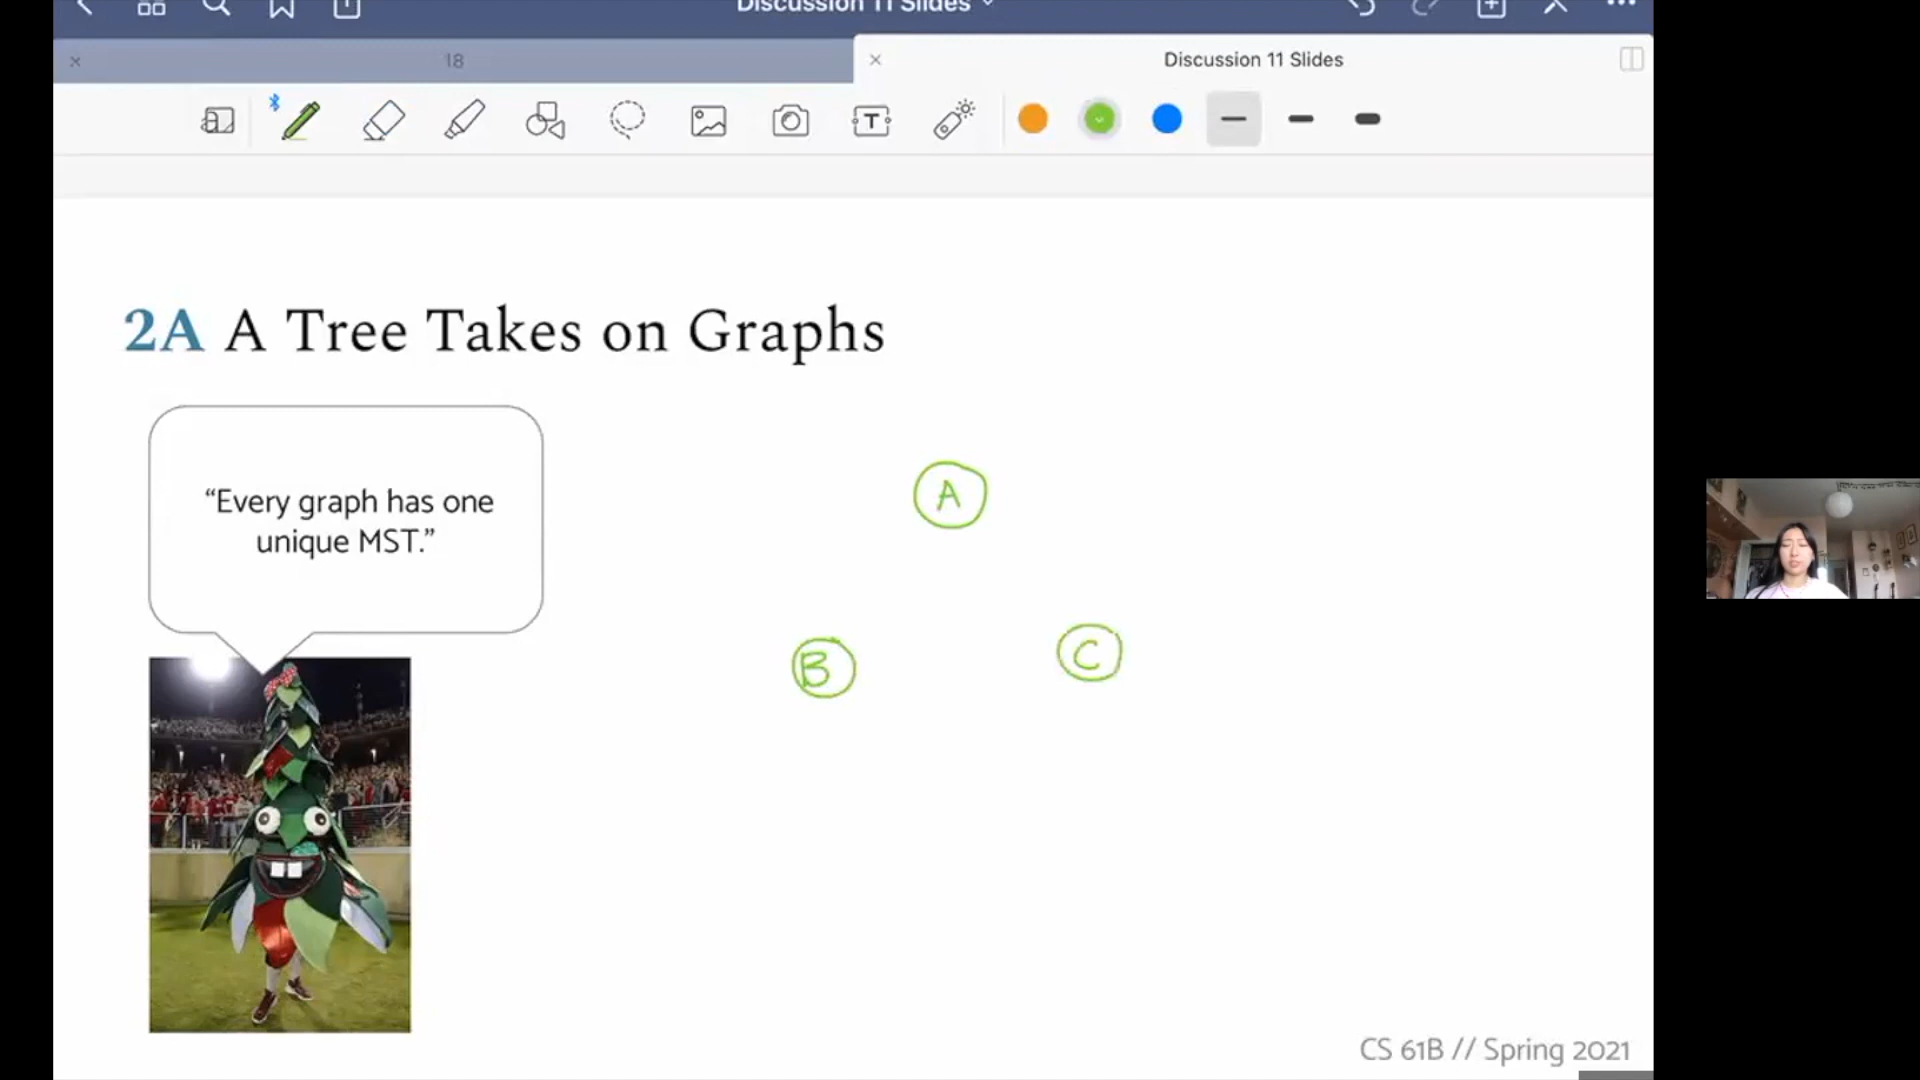 Discussion 11 Slides
18
Discussion 11 Slides
T
2A A Tree Takes on Graphs
“Every graph has one
unique MST.”
A
B
C
CS 61B // Spring 2021